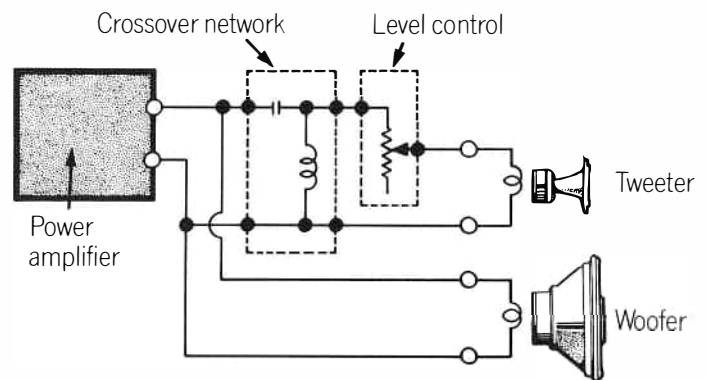 Crossover network
Level control
Tweeter
Power
amplifier
Woofer